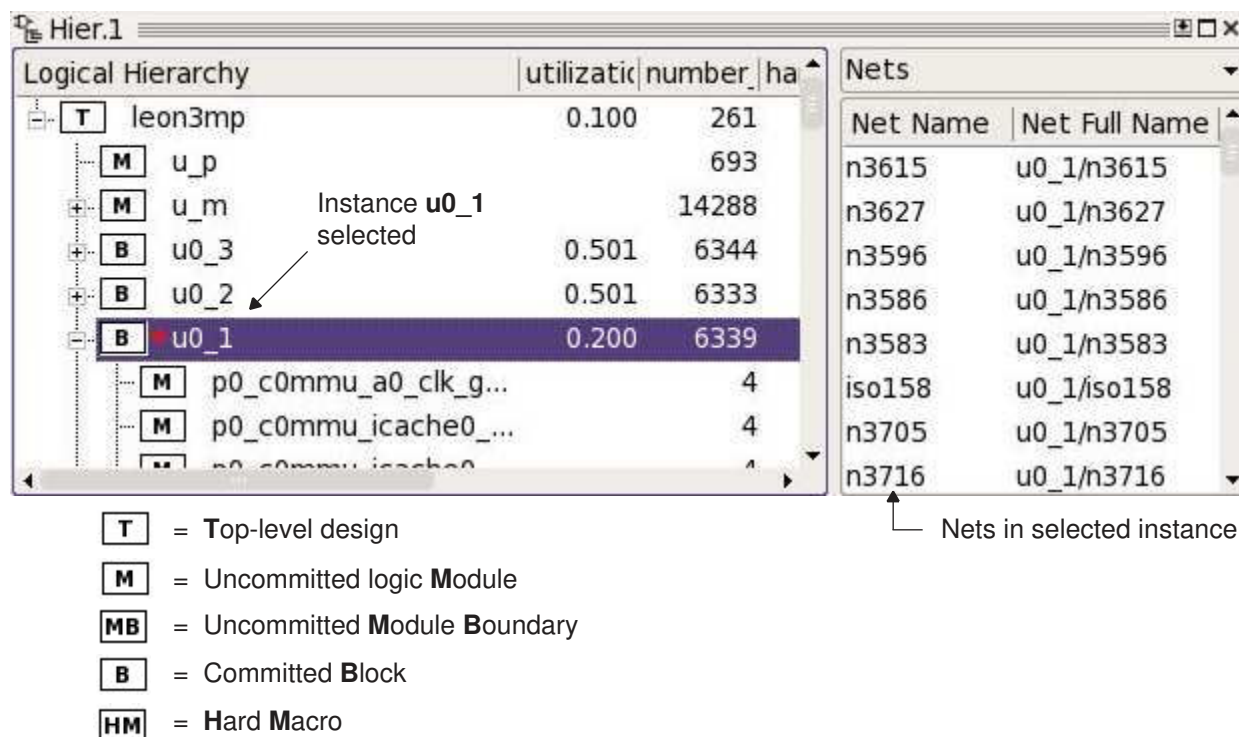 Hier.1
Logical Hierarchy utilizatic number_ ha
T leon3mp 0.100 261
M u_p 693
M u_m 14288
B u0_3 0.501 6344
B u0_2 0.501 6333
B u0_1 0.200 6339
M p0_c0mmu_a0_clk_g... 4
M p0_c0mmu_icache0_... 4
Instance u0_1
selected
Nets
Net Name Net Full Name
n3615 u0_1/n3615
n3627 u0_1/n3627
n3596 u0_1/n3596
n3586 u0_1/n3586
n3583 u0_1/n3583
iso158 u0_1/iso158
n3705 u0_1/n3705
n3716 u0_1/n3716
Nets in selected instance
T = Top-level design
M = Uncommitted logic Module
MB = Uncommitted Module Boundary
B = Committed Block
HM = Hard Macro